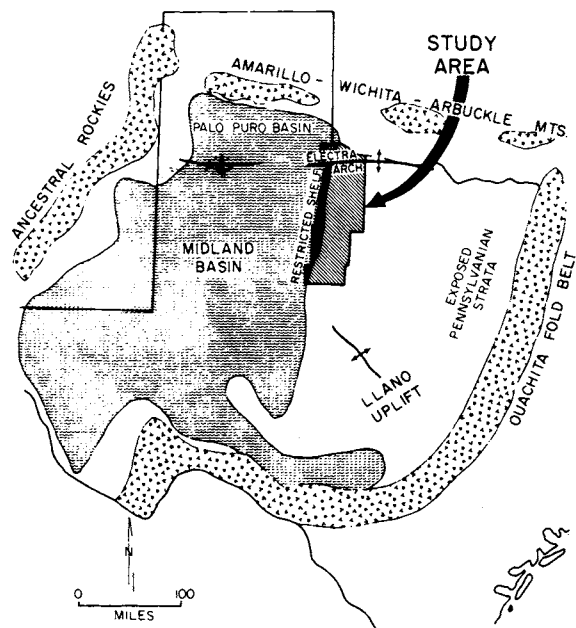 STUDY
AREA
AMARILLO - WICHITA - ARBUCKLE MTS.
ANCESTRAL ROCKIES
PALO PURO BASIN
ELECTRA
ARCH
RESTRICTED SHELF
MIDLAND
BASIN
EXPOSED
PENNSYLVANIAN
STRATA
OUACHITA FOLD BELT
LLANO
UPLIFT
N
0 100
MILES